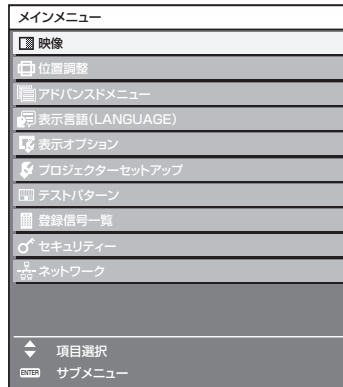 メインメニュー
映像
位置調整
アドバンスドメニュー
表示言語(LANGUAGE)
表示オプション
プロジェクターセットアップ
テストパターン
登録信号一覧
セキュリティー
ネットワーク
項目選択
ENTER サブメニュー